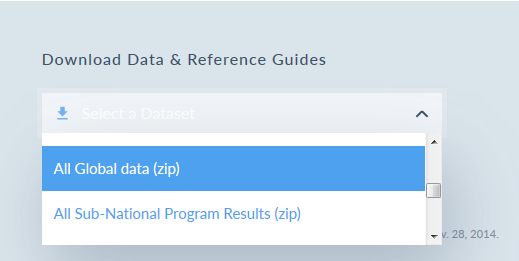 Download Data & Reference Guides
Select a Dataset
All Global data (zip)
All Sub-National Program Results (zip)
28, 2014.